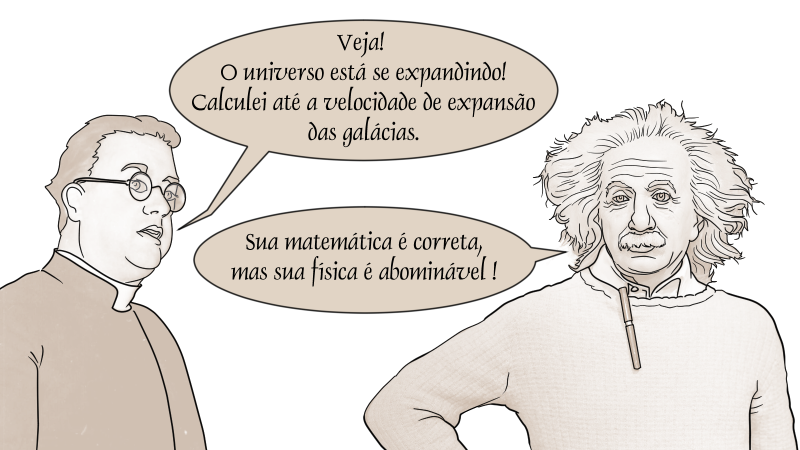 Veja!
O universo está se expandindo!
Calculei até a velocidade de expansão
das galácias.
Sua matemática é correta,
mas sua física é abominável !